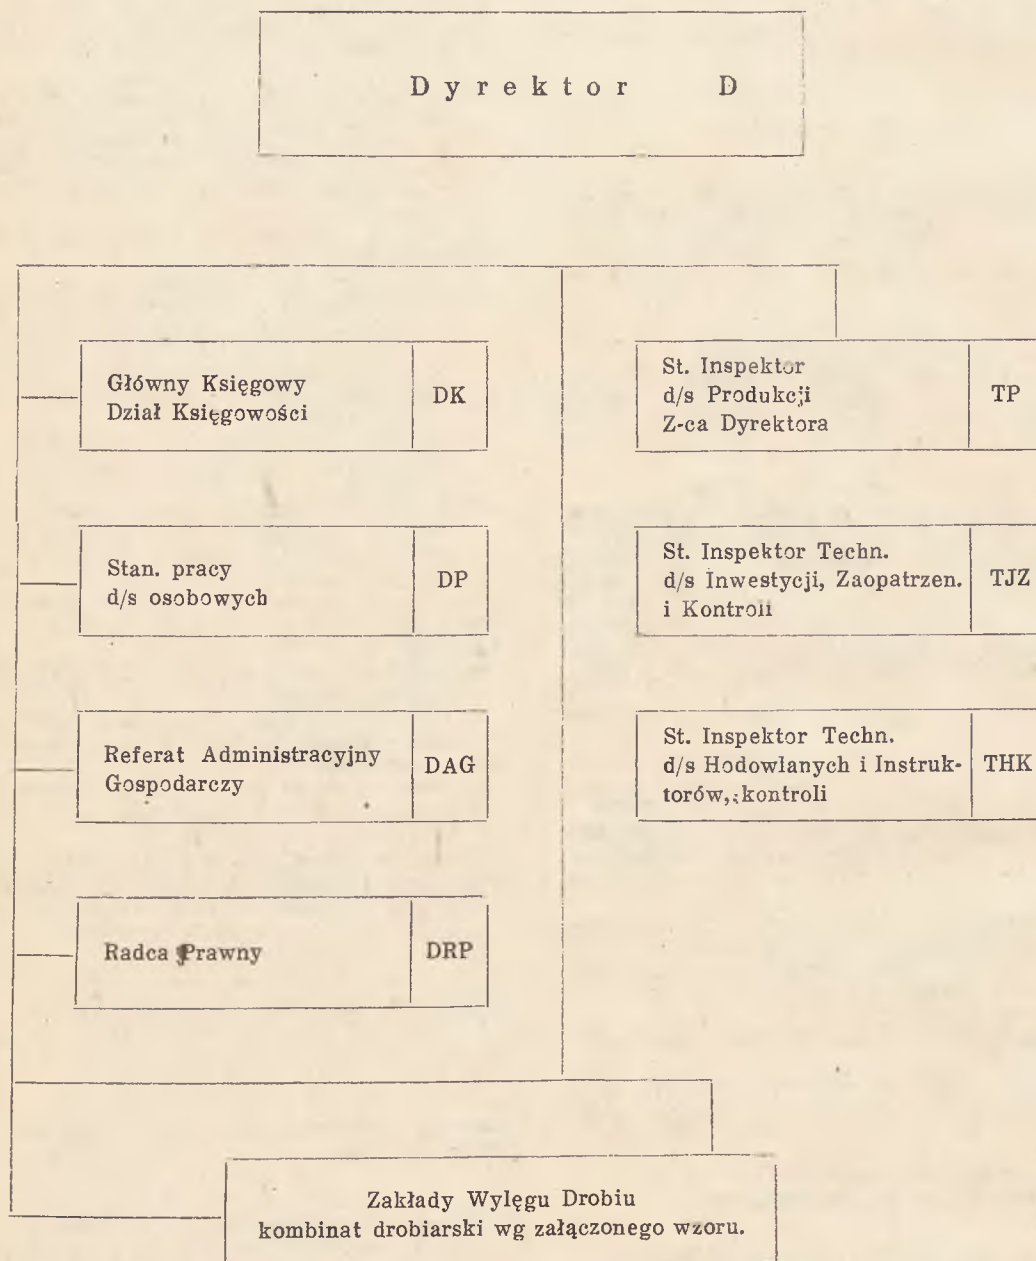 Dyrektor D
Główny Księgowy
Dział Księgowości
DK
St. Inspektor
d/s Produkcji
Z-ca Dyrektora
TP
Stan. pracy
d/s osobowych
DP
St. Inspektor Techn.
d/s Inwestycji, Zaopatrzen.
i Kontroli
TJZ
Referat Administracyjny
Gospodarczy
DAG
St. Inspektor Techn.
d/s Hodowlanych i Instruk-
torów, kontroli
THK
Radca Prawny
DRP
Zakłady Wylęgu Drobiu
kombinat drobiarski wg załączonego wzoru.